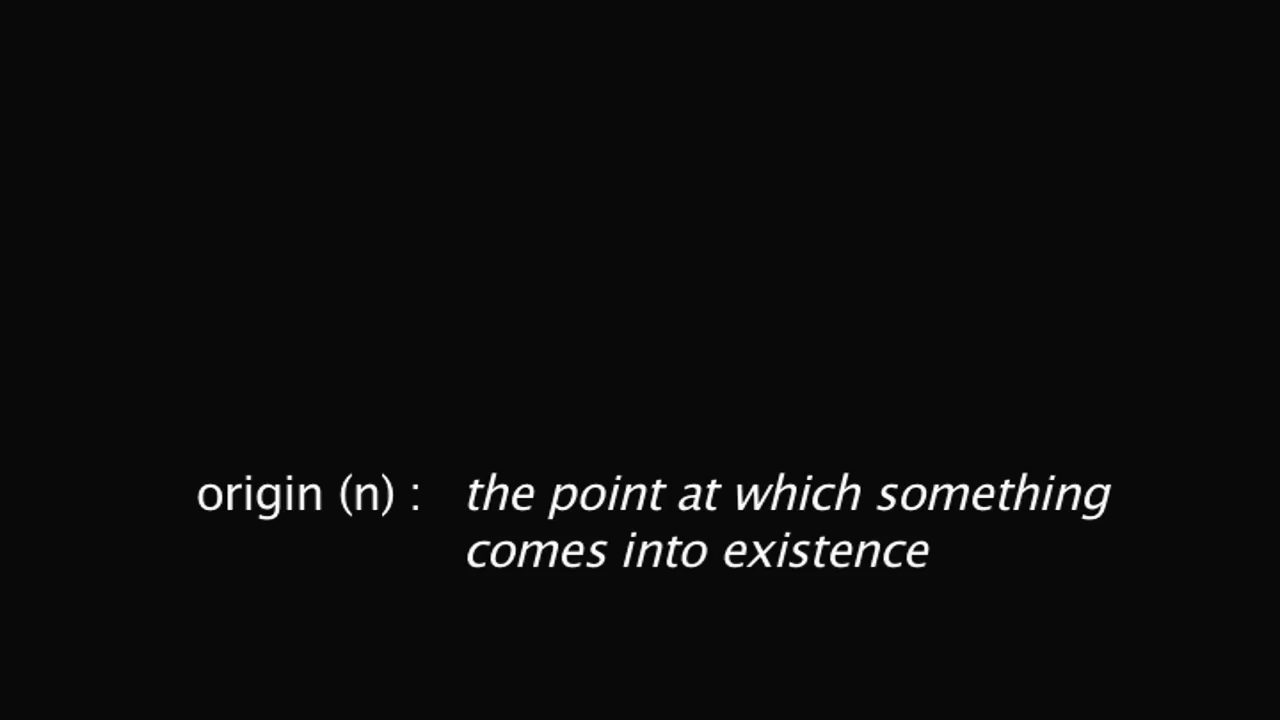 origin (n) : the point at which something
comes into existence